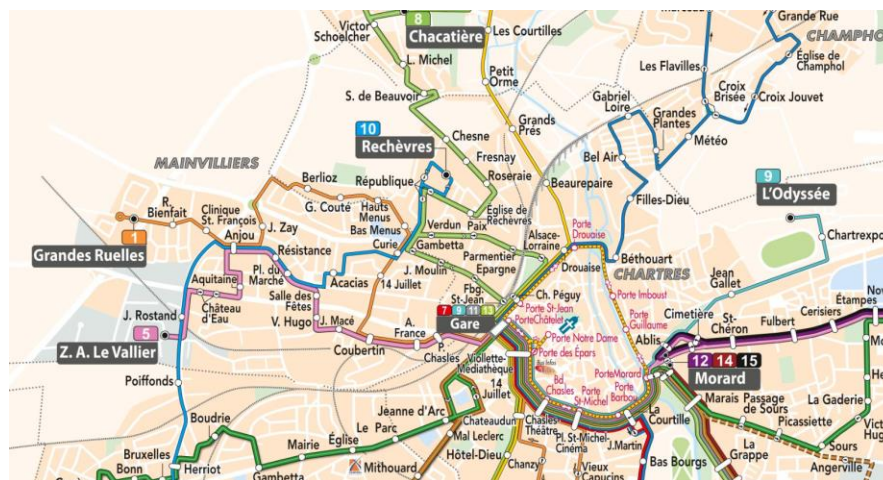 Victor
Schoelcher
8
Chacatière
Les Courtilles
Grande Rue
CHAMPHO
L. Michel
Petit
Orme
Les Flavilles
Église de
Champhol
S. de Beauvoir
Croix
Brisée
Croix Jouvet
Gabriel
Loire
Grandes
Plantes
Grands
Prés
Météo
10
Rechèvres
Chesne
Fresnay
Bel Air
MAINVILLIERS
Berlioz
République
Roseraie
Beaurepaire
9
L'Odyssée
R.
Bienfait
Clinique
St. François
G. Couté
Hauts
Menus
Bas Menus
Église de
Rechèvres
Filles-Dieu
Anjou
J. Zay
Verdun
Paix
Alsace-
Lorraine
Porte
Drouaise
Chartrexpo
1
Grandes Ruelles
Résistance
Curie
Gambetta
Parmentier
Epargne
Drouaise
Béthouart
CHARTRES
Aquitaine
Pl. du
Marché
Acacias
14 Juillet
J. Moulin
Jean
Gallet
Fbg.
St-Jean
Ch. Péguy
Porte Imboust
J. Rostand
Château
d'Eau
Salle des
Fêtes
7
9
11
13
Gare
Porte St-Jean
Porte Châtelet
Porte
Guillaume
Cimetière
St-
Chéron
Fulbert
Cerisiers
Étampes
5
Z. A. Le Vallier
V. Hugo
J. Macé
A.
France
Porte Notre Dame
Porte des Épars
Ablis
Coubertin
P.
Chasles
Violette-
Médiathèque
12
14
15
Morard
Poiffonds
14
Juillet
Bd
Chasles
Porte
St-Michel
Porte Morard
Porte
Barbou
Marais
Passage
de Sours
La Gaderie
Boudrie
Jeanne d'Arc
Chateaudun
Chasles
Théâtre
La
Courtille
Picassiette
Le Parc
Église
Mairie
Mal Leclerc
Pl. St-Michel-
Cinéma
J.Martin
Bruxelles
Bonn
Herriot
Gambetta
Mithouard
Hôtel-Dieu
Chanzy
Vieux
Capucins
Bas Bourgs
La
Grappe
Sours
Angerville